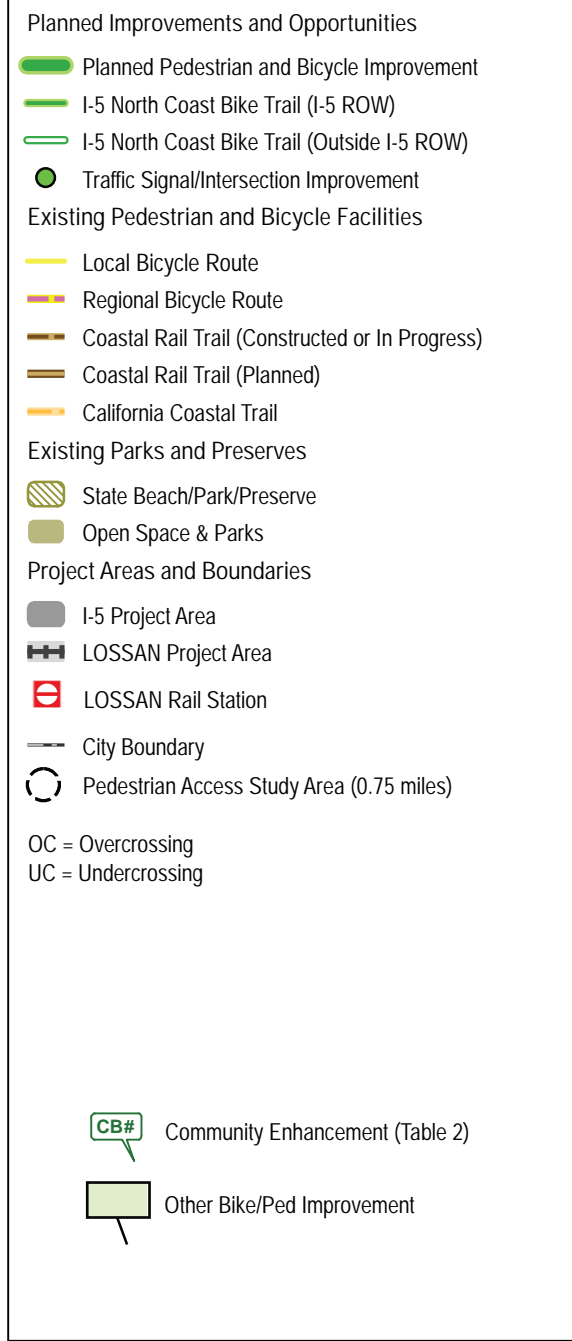 Planned Improvements and Opportunities
Planned Pedestrian and Bicycle Improvement
I-5 North Coast Bike Trail (I-5 ROW)
I-5 North Coast Bike Trail (Outside I-5 ROW)
Traffic Signal/Intersection Improvement
Existing Pedestrian and Bicycle Facilities
Local Bicycle Route
Regional Bicycle Route
Coastal Rail Trail (Constructed or In Progress)
Coastal Rail Trail (Planned)
California Coastal Trail
Existing Parks and Preserves
State Beach/Park/Preserve
Open Space & Parks
Project Areas and Boundaries
I-5 Project Area
LOSSAN Project Area
LOSSAN Rail Station
City Boundary
Pedestrian Access Study Area (0.75 miles)
OC = Overcrossing
UC = Undercrossing
CB# Community Enhancement (Table 2)
Other Bike/Ped Improvement